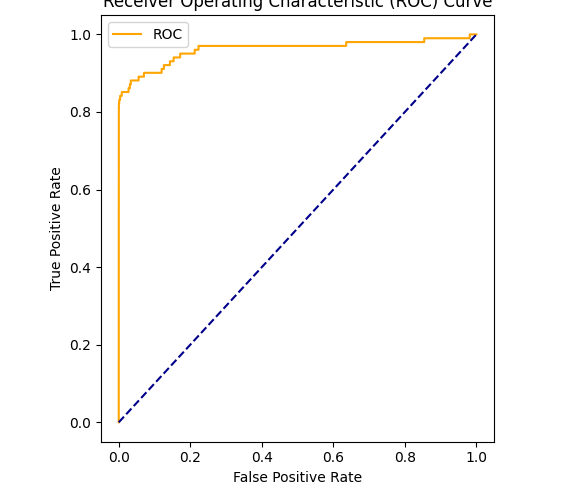 Receiver Operating Characteristic (ROC) Curve
ROC
True Positive Rate
1.0
0.8
0.6
0.4
0.2
0.0
0.0 0.2 0.4 0.6 0.8 1.0
False Positive Rate